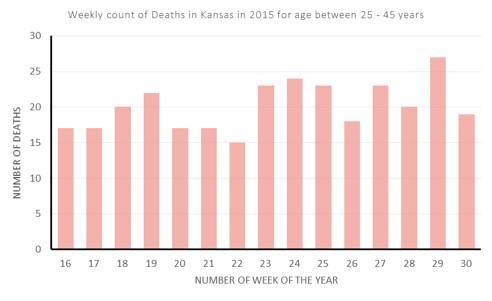 Weekly count of Deaths in Kansas in 2015 for age between 25 - 45 years
30
25
20
15
10
5
0
NUMBER OF DEATHS
16 17 18 19 20 21 22 23 24 25 26 27 28 29 30
NUMBER OF WEEK OF THE YEAR